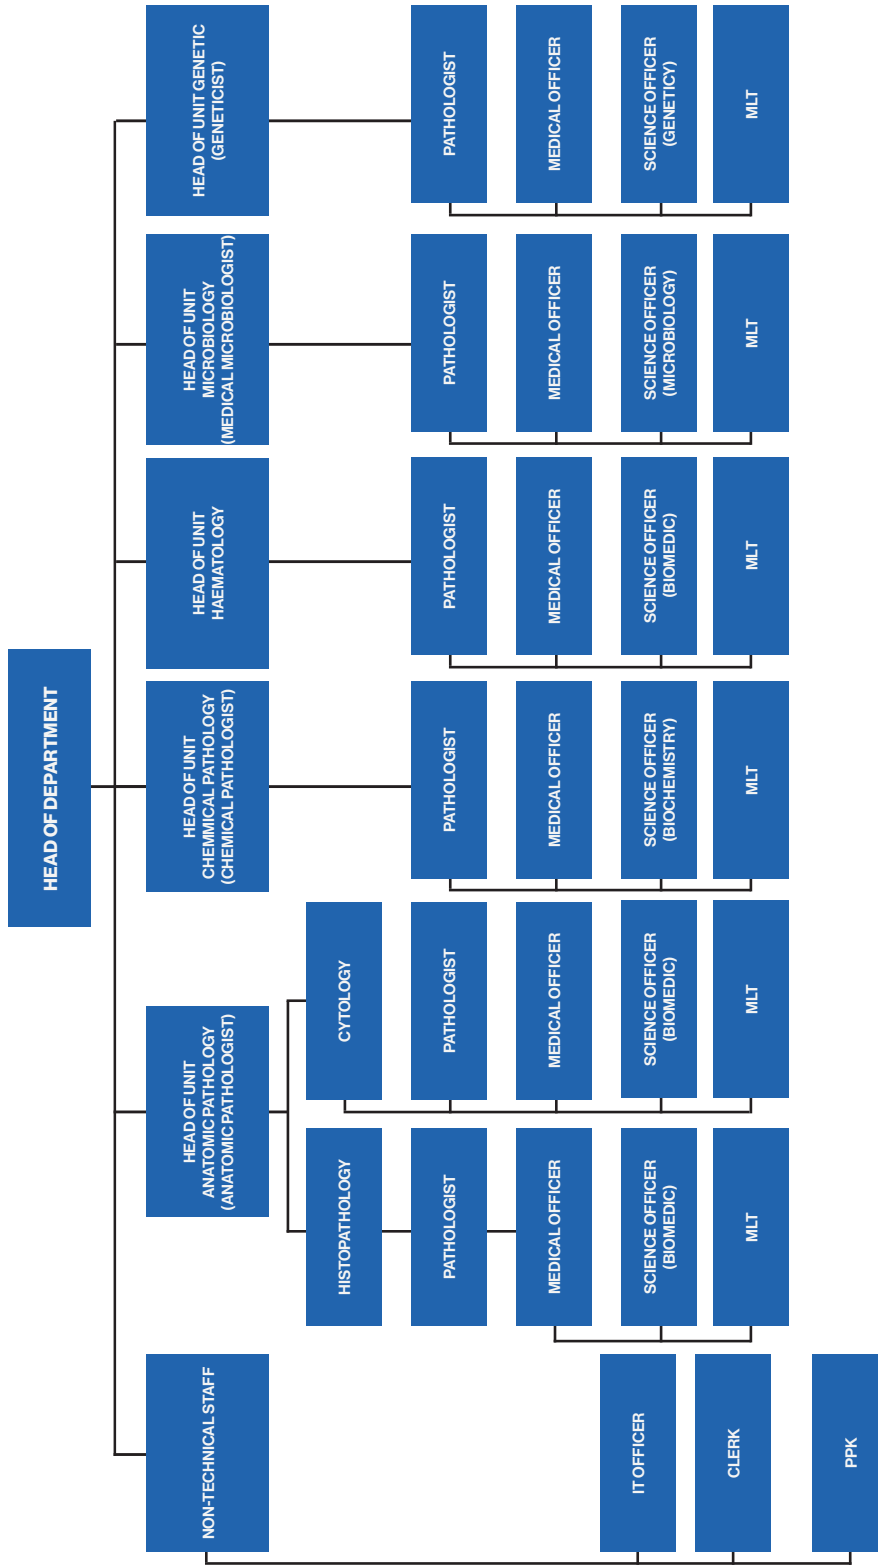 HEAD OF DEPARTMENT
NON-TECHNICAL STAFF
HEAD OF UNIT
ANATOMIC PATHOLOGY
(ANATOMIC PATHOLOGIST)
HEAD OF UNIT
CHEMMICAL PATHOLOGY
(CHEMICAL PATHOLOGIST)
HEAD OF UNIT
HAEMATOLOGY
HEAD OF UNIT
MICROBIOLOGY
(MEDICAL MICROBIOLOGIST)
HEAD OF UNIT GENETIC
(GENETICIST)
HISTOPATHOLOGY
CYTOLOGY
PATHOLOGIST
PATHOLOGIST
PATHOLOGIST
PATHOLOGIST
PATHOLOGIST
PATHOLOGIST
MEDICAL OFFICER
MEDICAL OFFICER
MEDICAL OFFICER
MEDICAL OFFICER
MEDICAL OFFICER
MEDICAL OFFICER
IT OFFICER
SCIENCE OFFICER
(BIOMEDIC)
SCIENCE OFFICER
(BIOMEDIC)
SCIENCE OFFICER
(BIOCHEMISTRY)
SCIENCE OFFICER
(BIOMEDIC)
SCIENCE OFFICER
(MICROBIOLOGY)
SCIENCE OFFICER
(GENETICY)
CLERK
MLT
MLT
MLT
MLT
MLT
MLT
PPK